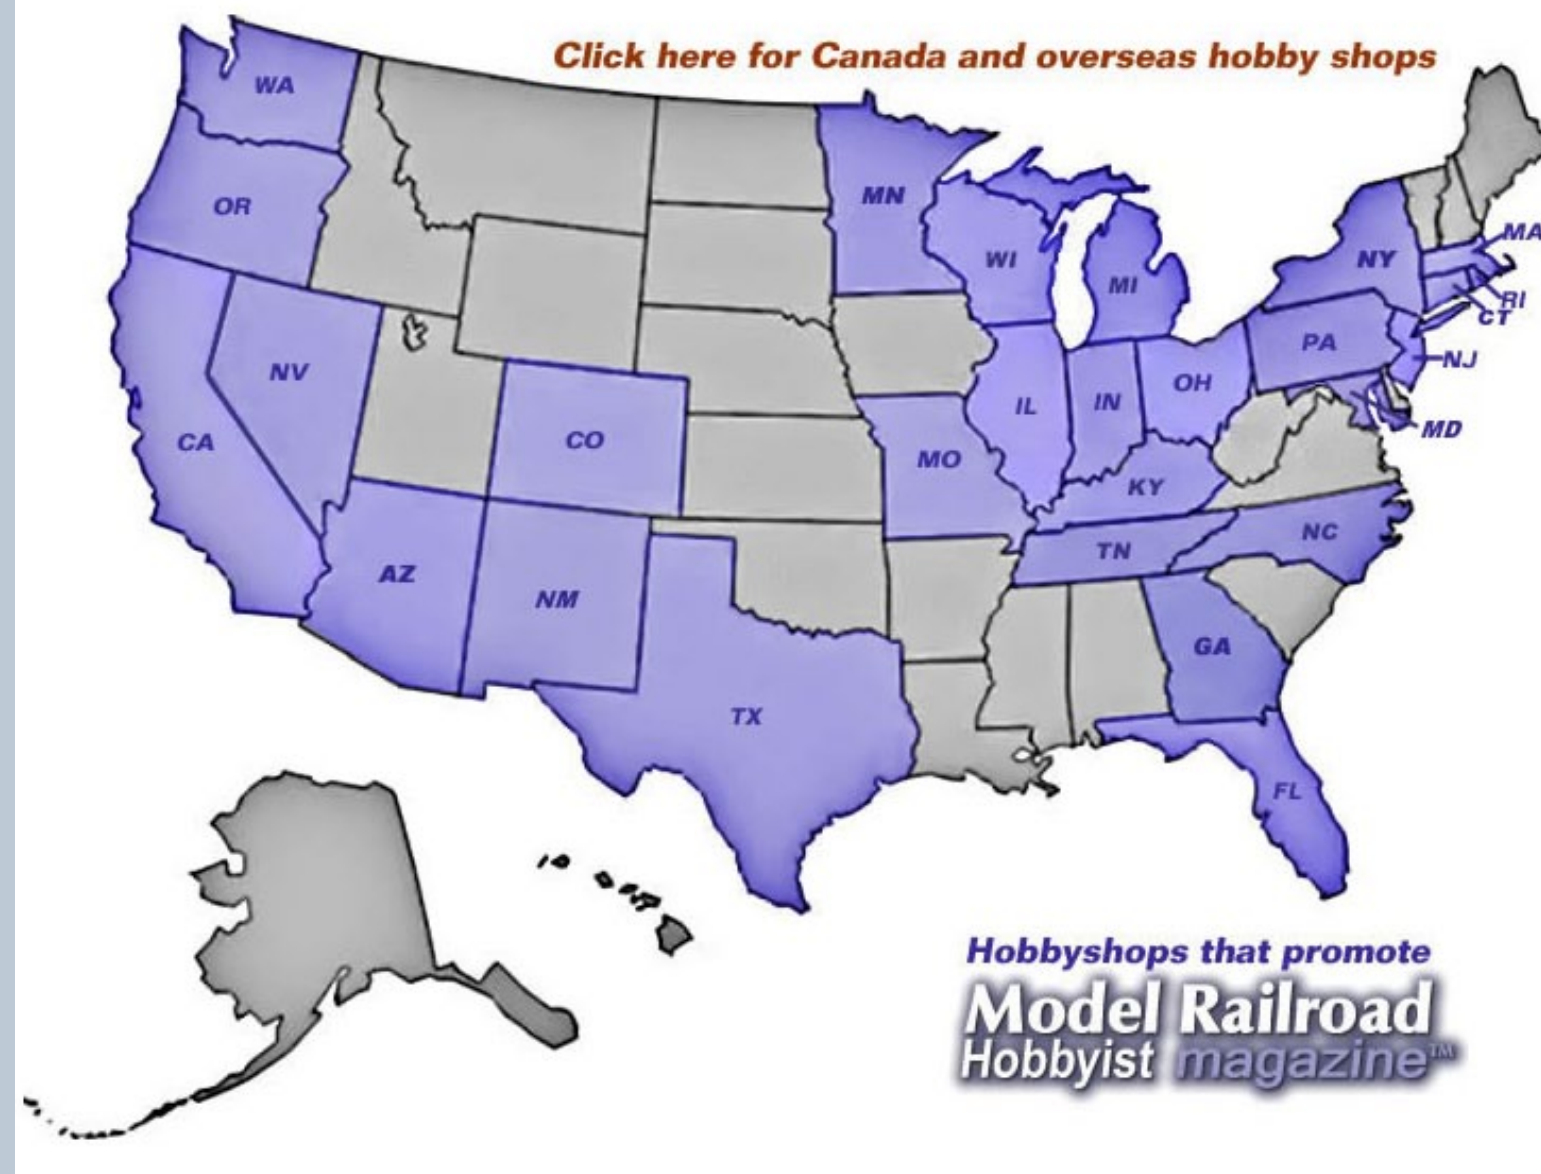 Click here for Canada and overseas hobby shops
WA
OR
MN
MA
WI
NY
MI
RI
CT
PA
NJ
NV
OH
IL
IN
CA
CO
MD
MO
KY
NC
TN
AZ
NM
GA
TX
FL
Hobbyshops that promote
Model Railroad
Hobbyist magazine™